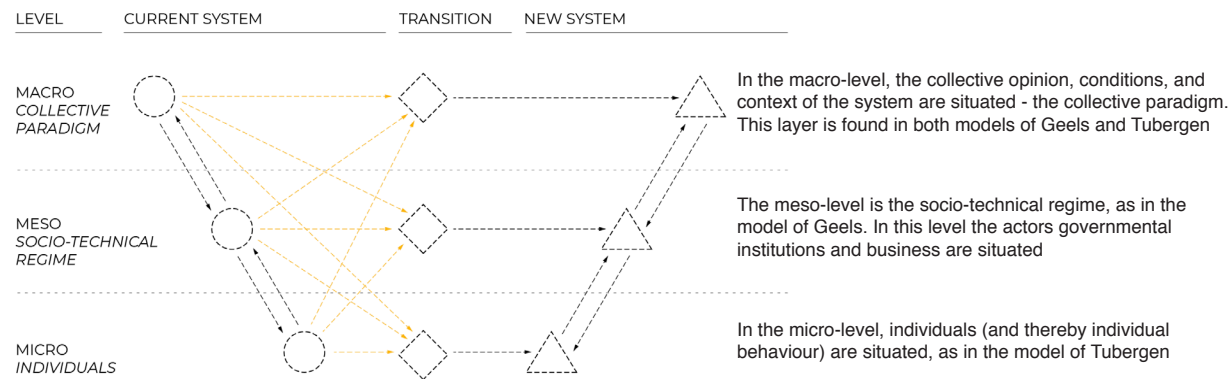 LEVEL
CURRENT SYSTEM
TRANSITION
NEW SYSTEM
MACRO
COLLECTIVE
PARADIGM
In the macro-level, the collective opinion, conditions, and
context of the system are situated - the collective paradigm.
This layer is found in both models of Geels and Tubergen
MESO
SOCIO-TECHNICAL
REGIME
The meso-level is the socio-technical regime, as in the
model of Geels. In this level the actors governmental
institutions and business are situated
MICRO
INDIVIDUALS
In the micro-level, individuals (and thereby individual
behaviour) are situated, as in the model of Tubergen